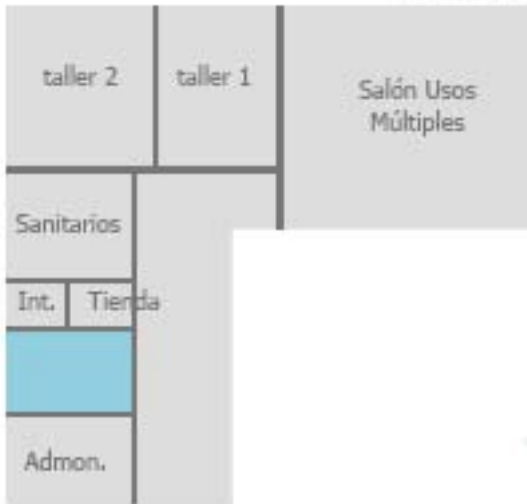 taller 2
taller 1
Salón Usos
Múltiples
Sanitarios
Int.
Tienda
Admon.